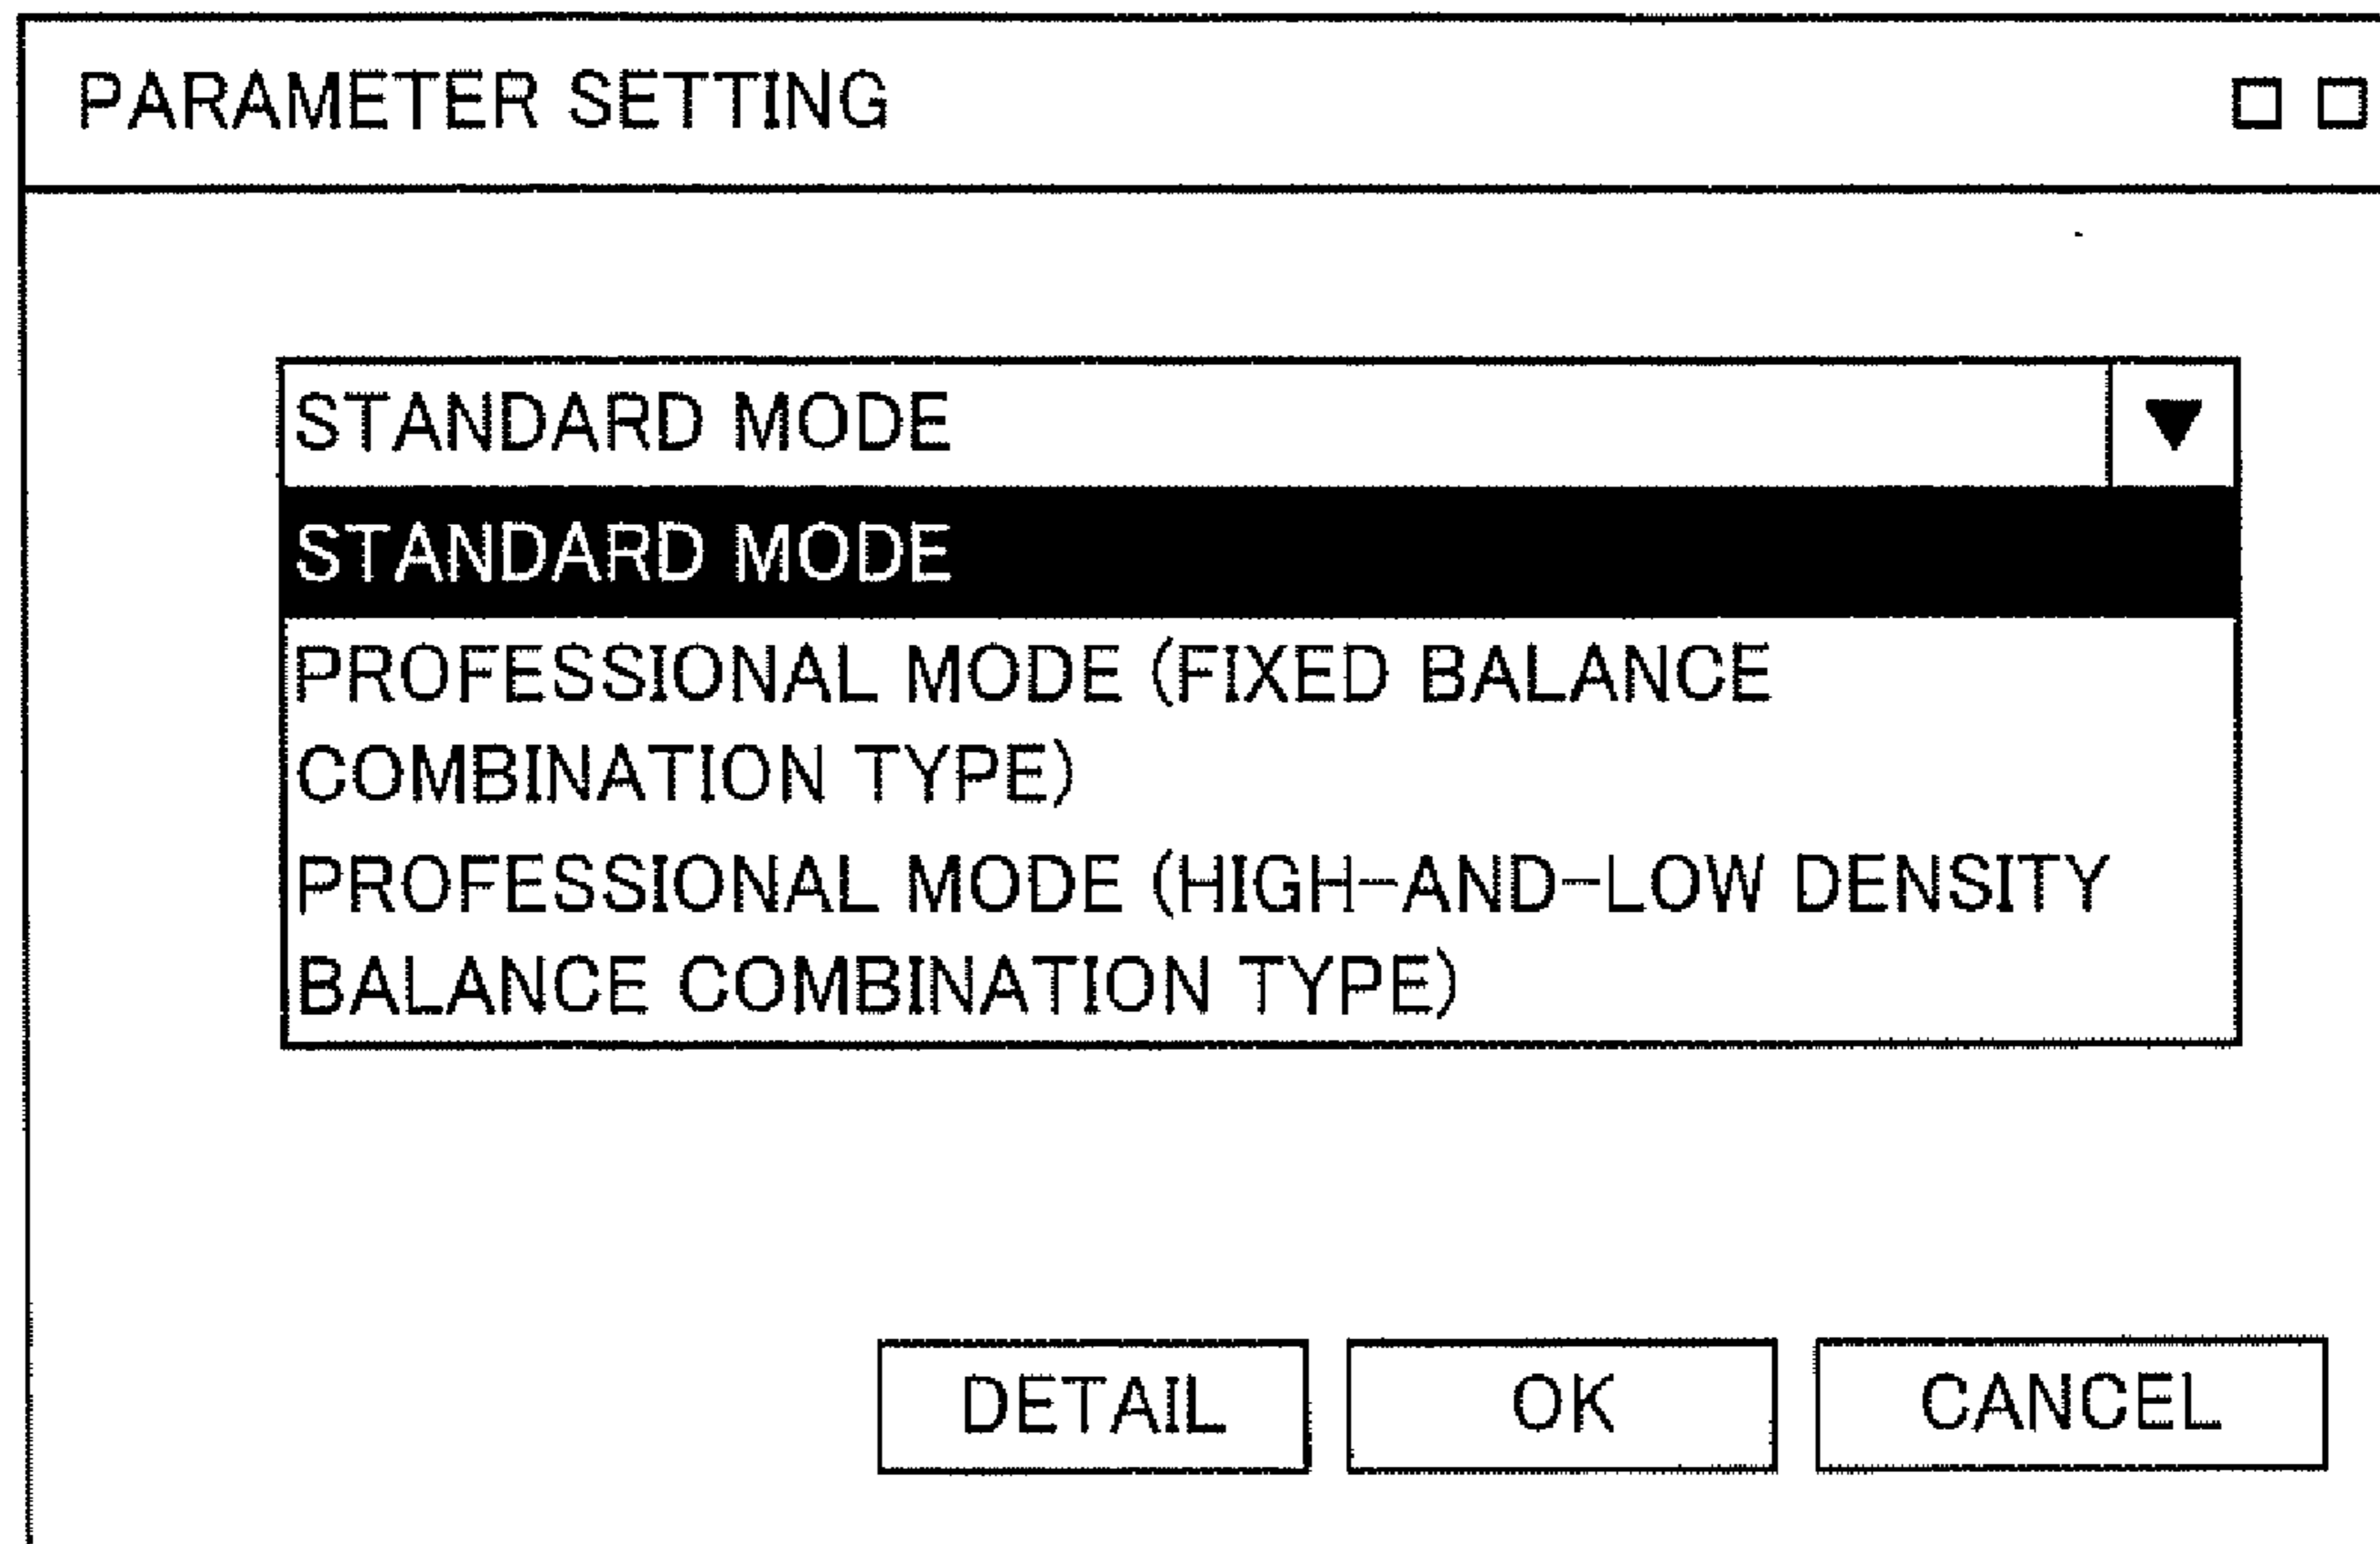 PARAMETER SETTING
STANDARD MODE
STANDARD MODE
PROFESSIONAL MODE (FIXED BALANCE
COMBINATION TYPE)
PROFESSIONAL MODE (HIGH-AND-LOW DENSITY
BALANCE COMBINATION TYPE)
DETAIL
OK
CANCEL